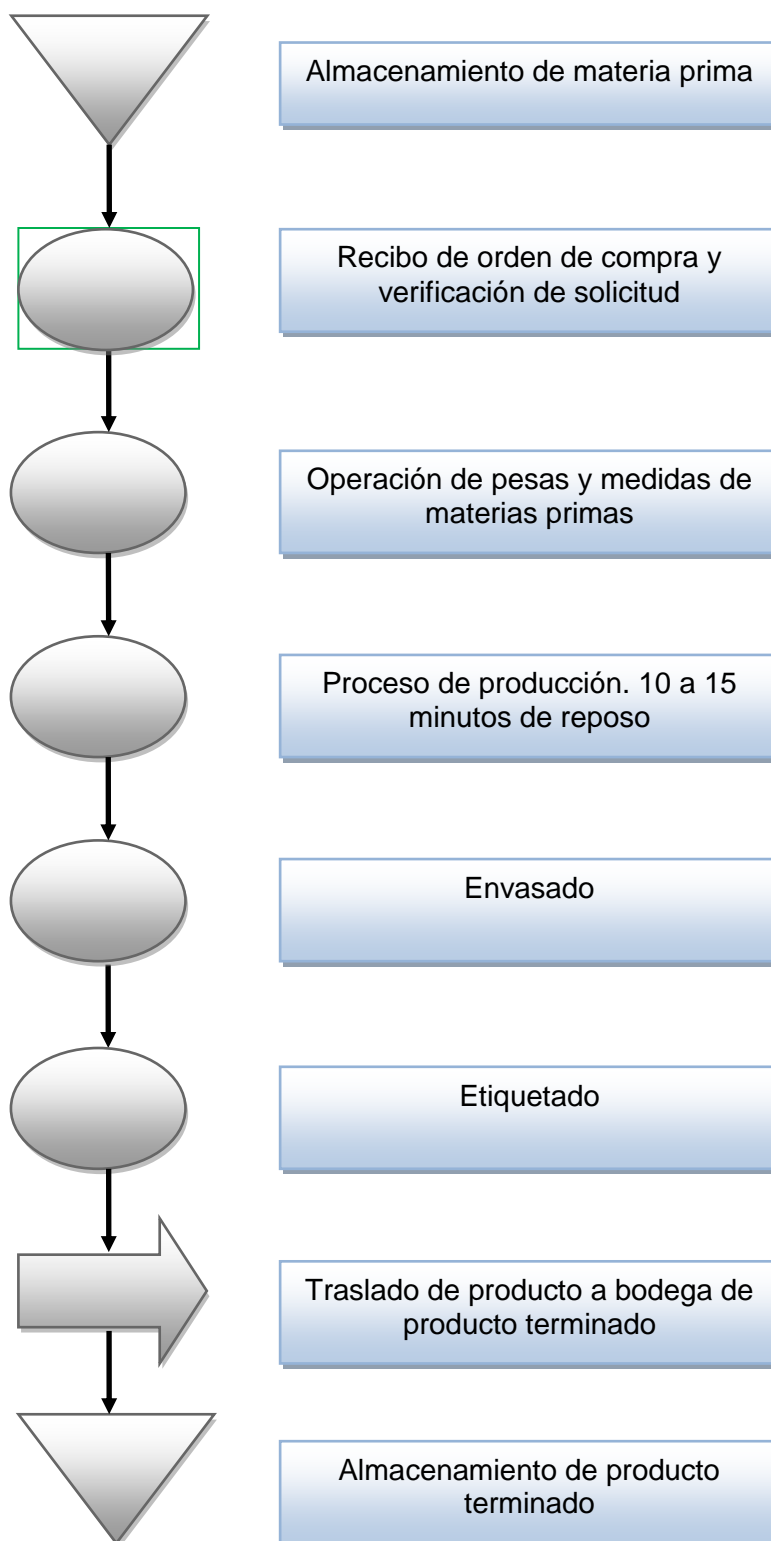 Almacenamiento de materia prima
Recibo de orden de compra y
verificación de solicitud
Operación de pesas y medidas de
materias primas
Proceso de producción. 10 a 15
minutos de reposo
Envasado
Etiquetado
Traslado de producto a bodega de
producto terminado
Almacenamiento de producto
terminado